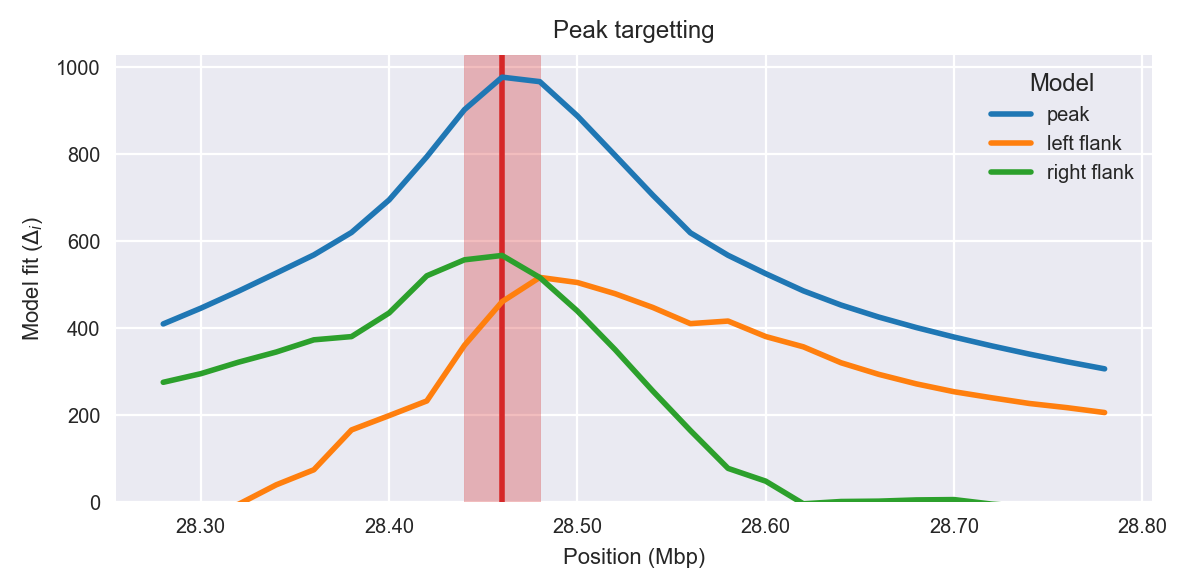 Peak targetting
1000
800
600
400
200
0
Model fit (Δi)
Model
peak
left flank
right flank
28.30 28.40 28.50 28.60 28.70 28.80
Position (Mbp)